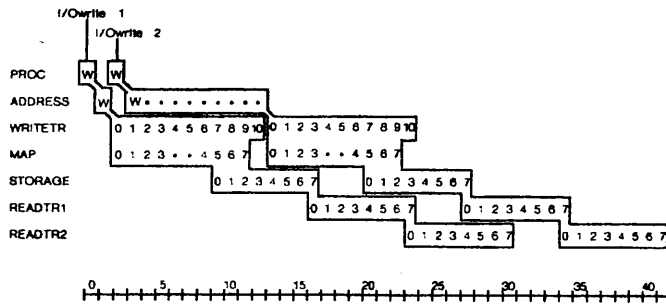 I/Owrite 1
I/Owrite 2
PROC W W
ADDRESS W W • • • • • • • • •
WRITETR 0 1 2 3 4 5 6 7 8 9 10 0 1 2 3 4 5 6 7 8 9 10
MAP 0 1 2 3 • • 4 5 6 7 0 1 2 3 • • 4 5 6 7
STORAGE 0 1 2 3 4 5 6 7 0 1 2 3 4 5 6 7
READTR1 0 1 2 3 4 5 6 7 0 1 2 3 4 5 6 7
READTR2 0 1 2 3 4 5 6 7 0 1 2 3 4 5 6 7
0 5 10 15 20 25 30 35 40